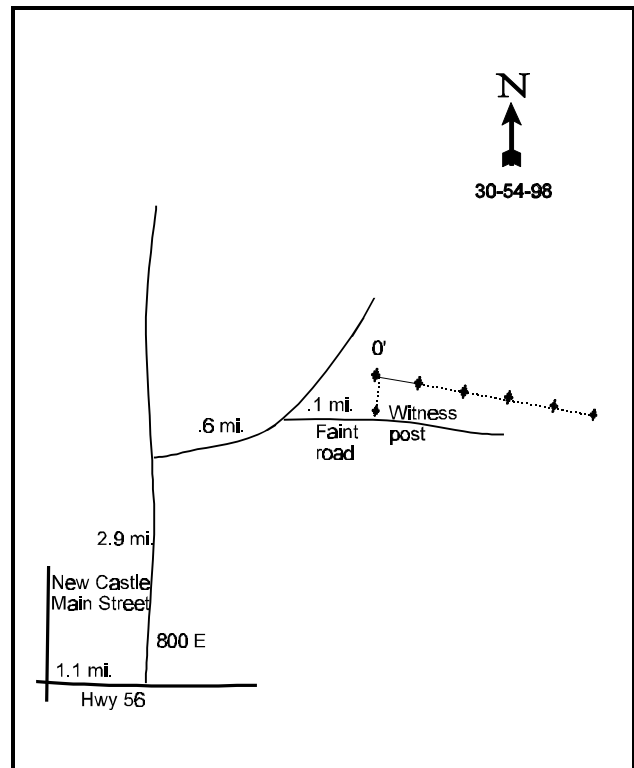 N
30-54-98
0'
.1 mi.
Witness
post
.6 mi.
Faint
road
2.9 mi.
New Castle
Main Street
800 E
1.1 mi.
Hwy 56